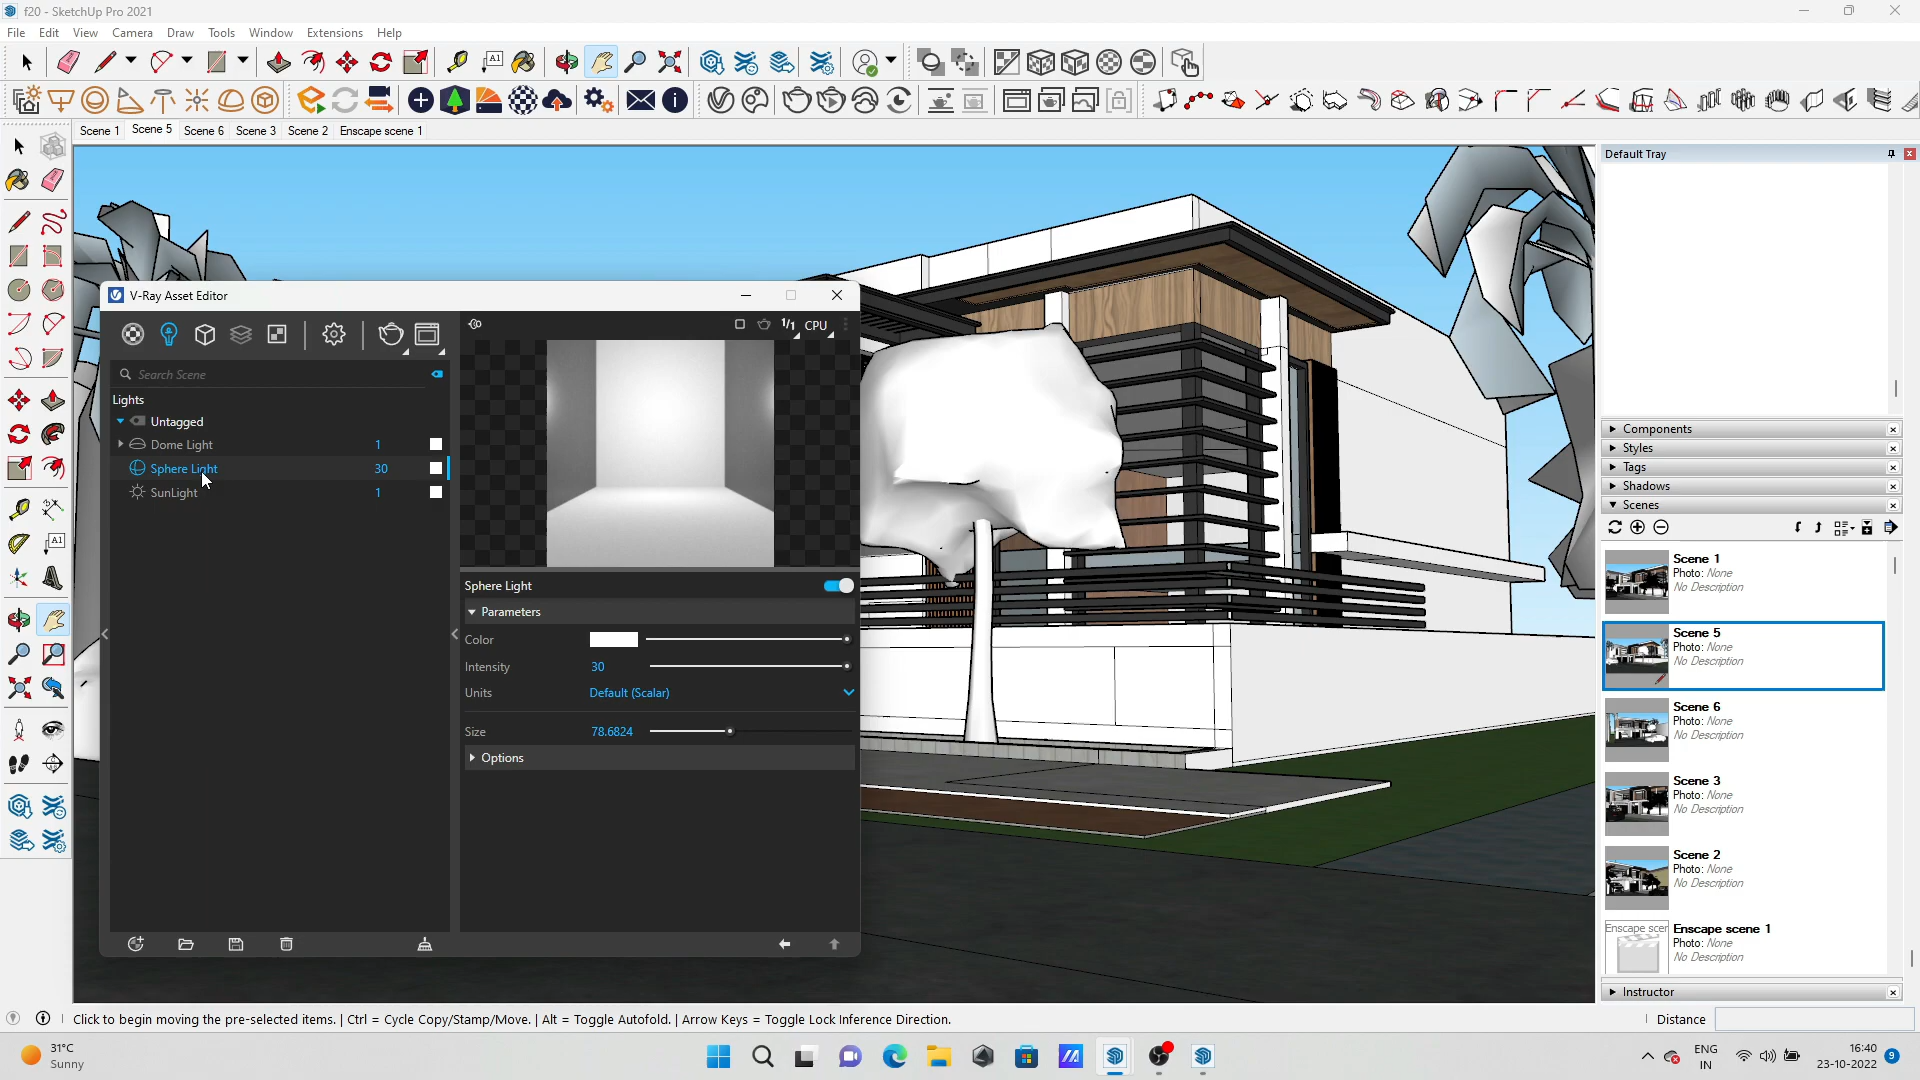 f20 - SketchUp Pro 2021
File Edit View Camera Draw Tools Window Extensions Help
Scene 1 Scene 5 Scene 6 Scene 3 Scene 2 Enscape scene 1
Default Tray
V-Ray Asset Editor
1/1 CPU
Search Scene
Lights
Untagged
Dome Light 1
Sphere Light 30
SunLight 1
Sphere Light
Parameters
Color
Intensity 30
Units Default (Scalar)
Size 78.6824
Options
Components
Styles
Tags
Shadows
Scenes
Scene 1
Photo: None
No Description
Scene 5
Photo: None
No Description
Scene 6
Photo: None
No Description
Scene 3
Photo: None
No Description
Scene 2
Photo: None
No Description
Enscape scer
Enscape scene 1
Photo: None
No Description
Instructor
Click to begin moving the pre-selected items. | Ctrl = Cycle Copy/Stamp/Move. | Alt = Toggle Autofold. | Arrow Keys = Toggle Lock Inference Direction.
Distance
31°C
Sunny
ENG
IN
16:40
23-10-2022
9